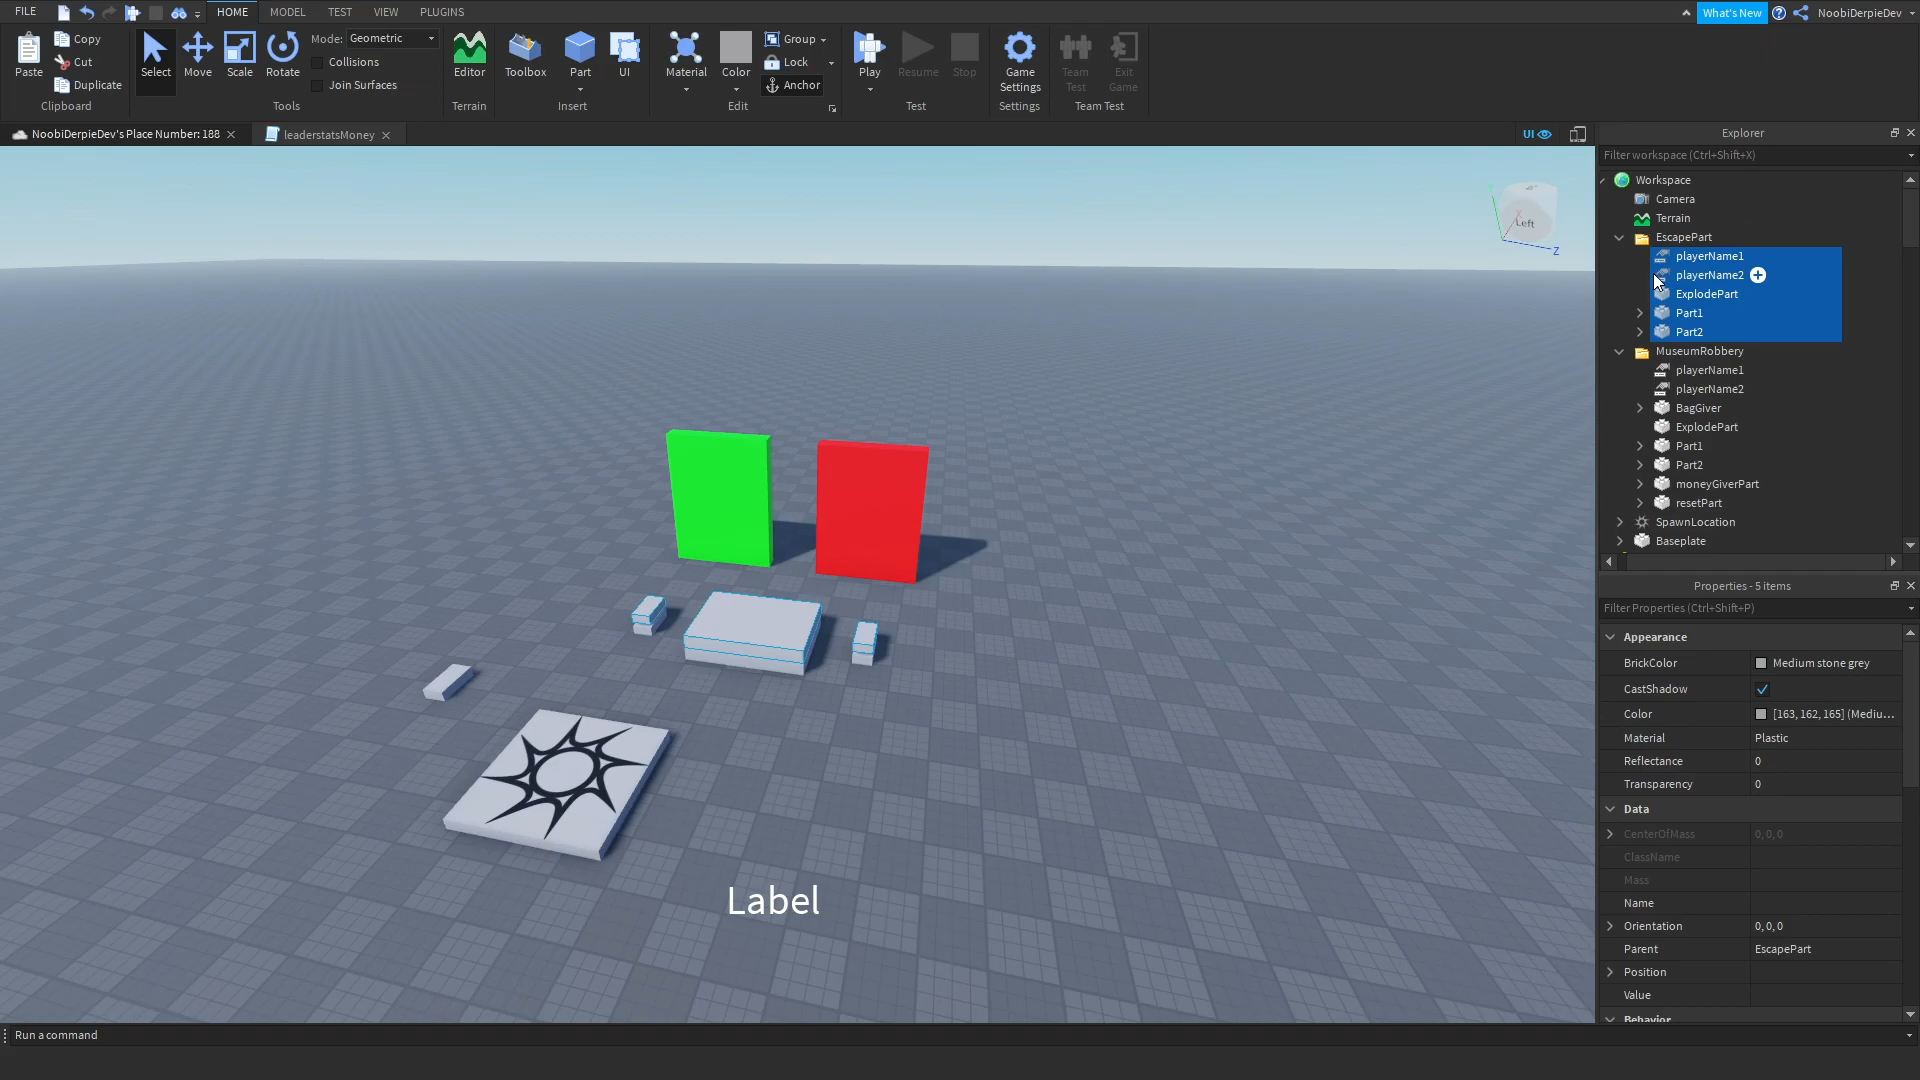 FILE
HOME
MODEL
TEST
VIEW
PLUGINS
What's New
NoobiDerpieDev
Paste
Copy
Cut
Duplicate
Clipboard
Select
Move
Scale
Rotate
Mode: Geometric
Collisions
Join Surfaces
Tools
Editor
Terrain
Toolbox
Part
UI
Insert
Material
Color
Group
Lock
Anchor
Edit
Play
Resume
Stop
Test
Game
Settings
Settings
Team
Test
Exit
Game
Team Test
NoobiDerpieDev's Place Number: 188
leaderstatsMoney
UI
Left
Z
Label
Explorer
Filter workspace (Ctrl+Shift+X)
Workspace
Camera
Terrain
EscapePart
playerName1
playerName2
ExplodePart
Part1
Part2
MuseumRobbery
playerName1
playerName2
BagGiver
ExplodePart
Part1
Part2
moneyGiverPart
resetPart
SpawnLocation
Baseplate
Properties - 5 items
Filter Properties (Ctrl+Shift+P)
Appearance
BrickColor Medium stone grey
CastShadow
Color [163, 162, 165] (Mediu...
Material Plastic
Reflectance 0
Transparency 0
Data
CenterOfMass 0, 0, 0
ClassName
Mass
Name
Orientation 0, 0, 0
Parent EscapePart
Position
Value
Behavior
Run a command